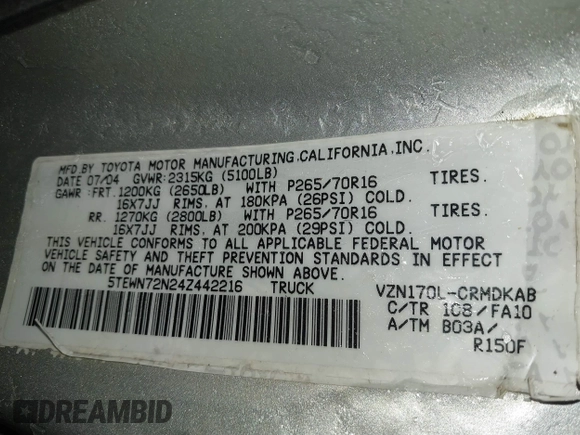 MFD.BY TOYOTA MOTOR MANUFACTURING,CALIFORNIA,INC.
DATE 07/04 GVWR:2315KG (5100LB)
GAWR :FRT. 1200KG (2650LB) WITH P265/70R16 TIRES.
16X7JJ RIMS. AT 180KPA (26PSI) COLD.
RR. 1270KG (2800LB) WITH P265/70R16 TIRES.
16X7JJ RIMS. AT 200KPA (29PSI) COLD.
THIS VEHICLE CONFORMS TO ALL APPLICABLE FEDERAL MOTOR
VEHICLE SAFETY AND THEFT PREVENTION STANDARDS IN EFFECT
ON THE DATE OF MANUFACTURE SHOWN ABOVE.
5TEWN72N24Z442216 TRUCK VZN170L-CRMDKAB
C/TR 1C8/FA10
A/TM B03A/
R150F
DREAMBID